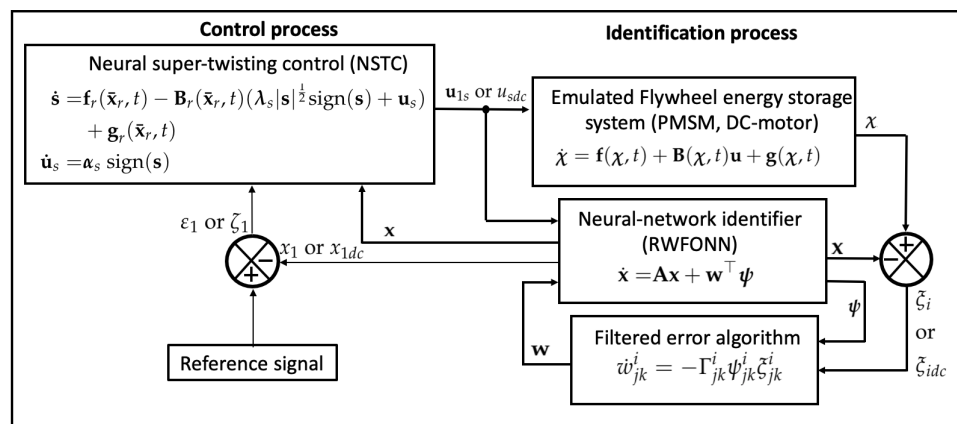 Control process
Identification process
Neural super-twisting control (NSTC)
ṡ =f_r(x̄_r, t) − B_r(x̄_r, t)(λ_s|s|^½ sign(s) + u_s)
+ g_r(x̄_r, t)
u̇_s =α_s sign(s)
u_1s or u_sdc
Emulated Flywheel energy storage
system (PMSM, DC-motor)
χ̇ = f(χ, t) + B(χ, t)u + g(χ, t)
χ
ε_1 or ζ_1
x
x_1 or x_1dc
Neural-network identifier
(RWFONN)
ẋ =Ax + w^⊤ψ
x
+
−
−
+
ξ_i
or
ξ_idc
ψ
w
Filtered error algorithm
ẇ^i_jk = −Γ^i_jk ψ^i_jk ξ^i_jk
Reference signal